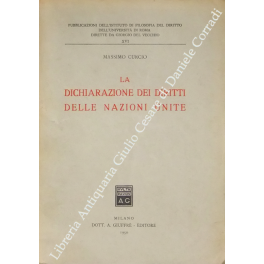 PUBBLICAZIONI DELL'ISTITUTO DI FILOSOFIA DEL DIRITTO
DELL'UNIVERSITÀ DI ROMA
DIRETTE DA GIORGIO DEL VECCHIO
XVI
MASSIMO CURCIO
LA
DICHIARAZIONE DEI DIRITTI
DELLE NAZIONI UNITE
AG
MILANO
DOTT. A. GIUFFRÈ - EDITORE
Libreria Antiquaria Giulio Cesare di Daniele Corradi